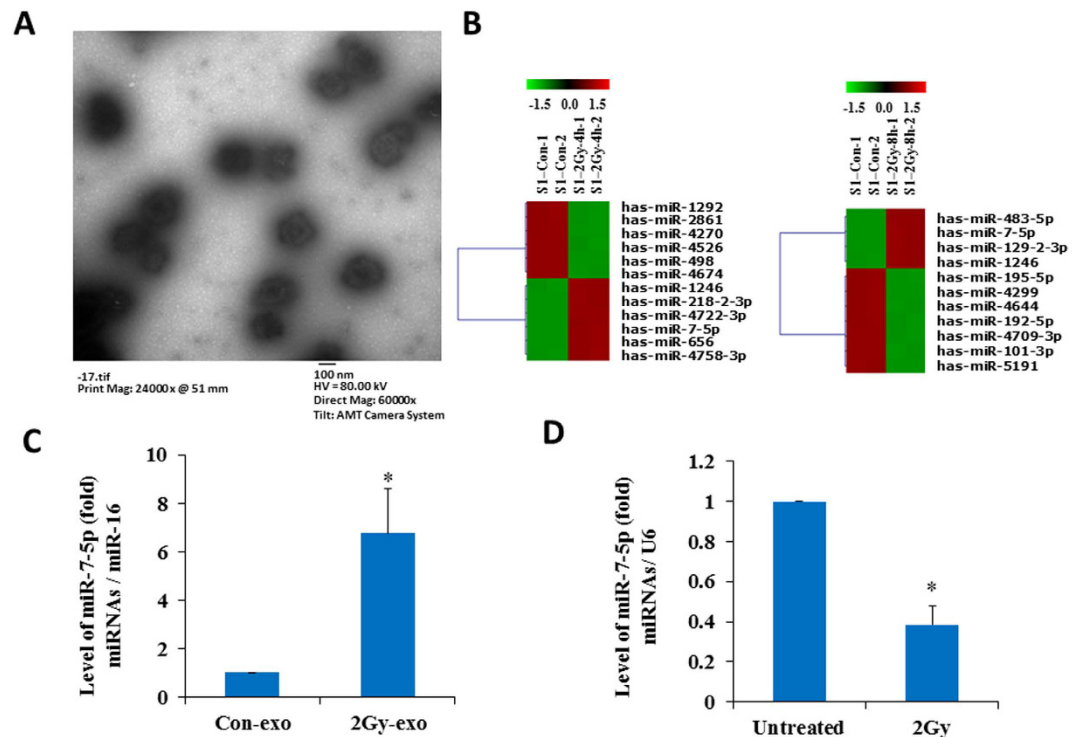 A
-17.tif
Print Mag: 24000x @ 51 mm
100 nm
HV = 80.00 kV
Direct Mag: 60000x
Tilt: AMT Camera System
B
-1.5 0.0 1.5
S1-Con-1
S1-Con-2
S1-2Gy-4h-1
S1-2Gy-4h-2
has-miR-1292
has-miR-2861
has-miR-4270
has-miR-4526
has-miR-498
has-miR-4674
has-miR-1246
has-miR-218-2-3p
has-miR-4722-3p
has-miR-7-5p
has-miR-656
has-miR-4758-3p
-1.5 0.0 1.5
S1-Con-1
S1-Con-2
S1-2Gy-8h-1
S1-2Gy-8h-2
has-miR-483-5p
has-miR-7-5p
has-miR-129-2-3p
has-miR-1246
has-miR-195-5p
has-miR-4299
has-miR-4644
has-miR-192-5p
has-miR-4709-3p
has-miR-101-3p
has-miR-5191
C
Level of miR-7-5p (fold)
miRNAs / miR-16
10
8
6
4
2
0
*
Con-exo 2Gy-exo
D
Level of miR-7-5p (fold)
miRNAs/ U6
1.2
1
0.8
0.6
0.4
0.2
0
*
Untreated 2Gy